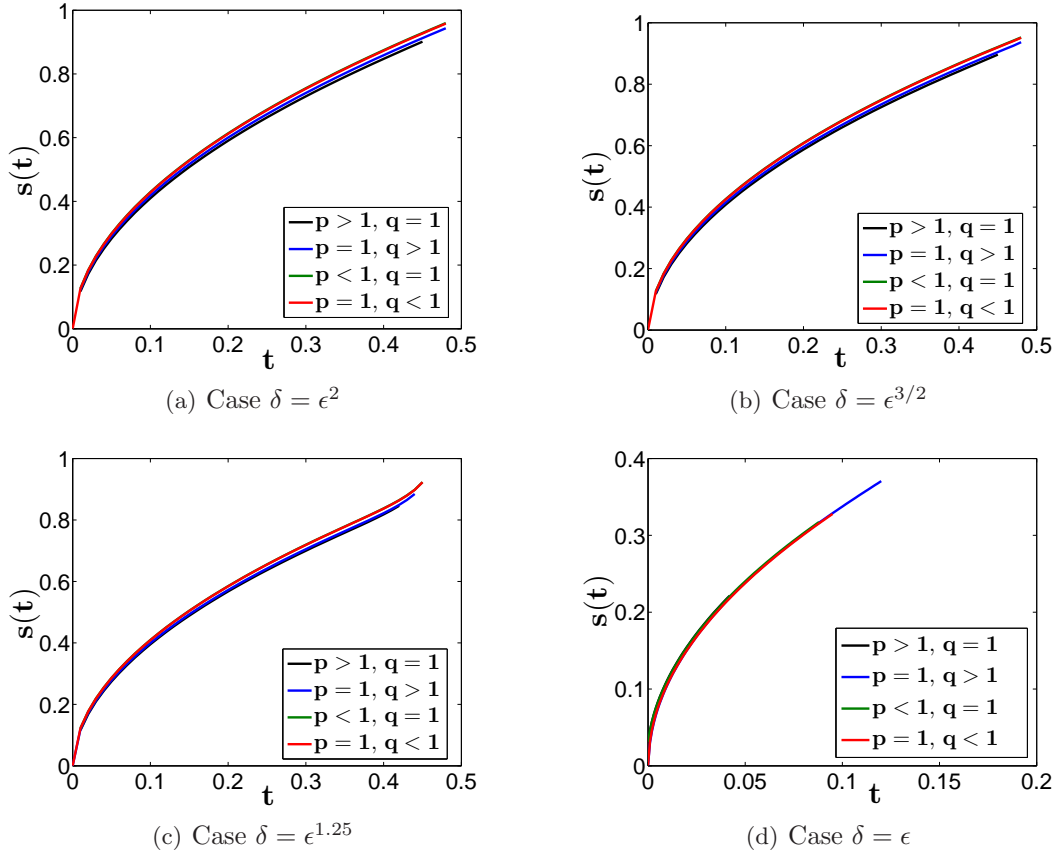 1
0.8
0.6
0.4
0.2
0
s(t)
p > 1, q = 1
p = 1, q > 1
p < 1, q = 1
p = 1, q < 1
0 0.1 0.2 0.3 0.4 0.5
t
(a) Case δ = ϵ²
1
0.8
0.6
0.4
0.2
0
s(t)
p > 1, q = 1
p = 1, q > 1
p < 1, q = 1
p = 1, q < 1
0 0.1 0.2 0.3 0.4 0.5
t
(b) Case δ = ϵ^{3/2}
1
0.8
0.6
0.4
0.2
0
s(t)
p > 1, q = 1
p = 1, q > 1
p < 1, q = 1
p = 1, q < 1
0 0.1 0.2 0.3 0.4 0.5
t
(c) Case δ = ϵ^{1.25}
0.4
0.3
0.2
0.1
0
s(t)
p > 1, q = 1
p = 1, q > 1
p < 1, q = 1
p = 1, q < 1
0 0.05 0.1 0.15 0.2
t
(d) Case δ = ϵ